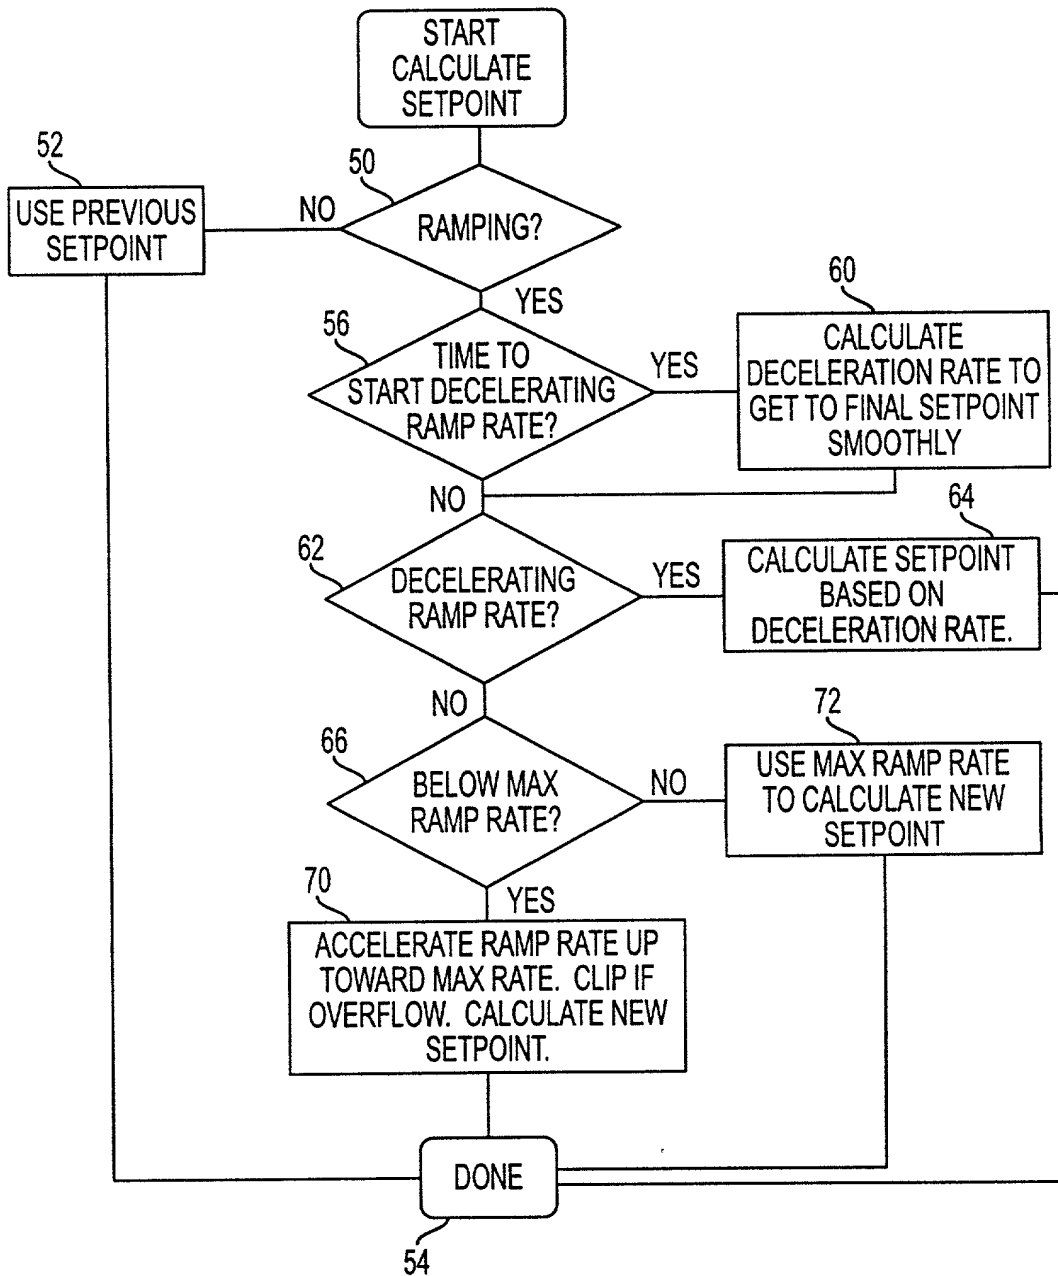 START
CALCULATE
SETPOINT
52
50
USE PREVIOUS
SETPOINT
NO
RAMPING?
YES
56
60
TIME TO
START DECELERATING
RAMP RATE?
YES
CALCULATE
DECELERATION RATE TO
GET TO FINAL SETPOINT
SMOOTHLY
NO
62
64
DECELERATING
RAMP RATE?
YES
CALCULATE SETPOINT
BASED ON
DECELERATION RATE.
NO
66
72
BELOW MAX
RAMP RATE?
NO
USE MAX RAMP RATE
TO CALCULATE NEW
SETPOINT
YES
70
ACCELERATE RAMP RATE UP
TOWARD MAX RATE. CLIP IF
OVERFLOW. CALCULATE NEW
SETPOINT.
DONE
54